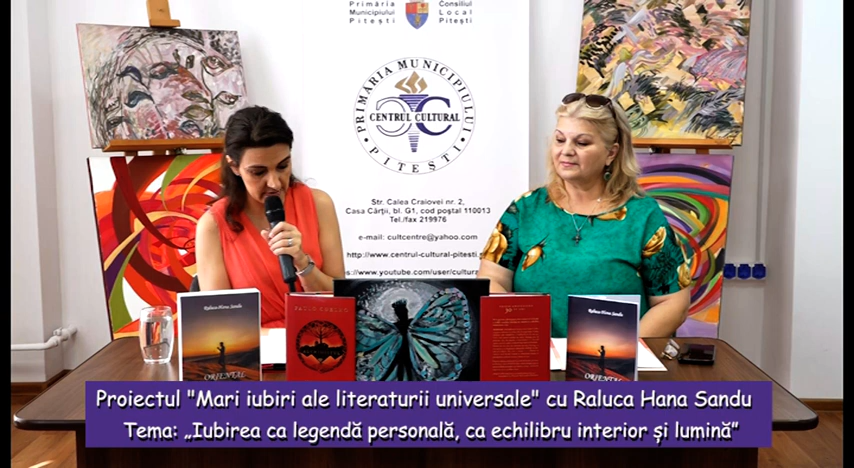 Primăria
Municipiului
Pitești
Consiliul
Local
Pitești
PRIMĂRIA MUNICIPIULUI
CENTRUL CULTURAL
PITEȘTI
Str. Calea Craiovei nr. 2,
Casa Cărții, bl. G1, cod poștal 110013
Tel./fax 219976
e-mail: cultcentre@yahoo.com
http://www.centrul-cultural-pitesti
s://www.youtube.com/user/cultura
Raluca Hana Sandu
ORIENTAL
PAULO COELHO
Raluca Hana Sandu
ORIENTAL
Proiectul "Mari iubiri ale literaturii universale" cu Raluca Hana Sandu
Tema: „Iubirea ca legendă personală, ca echilibru interior și lumină”